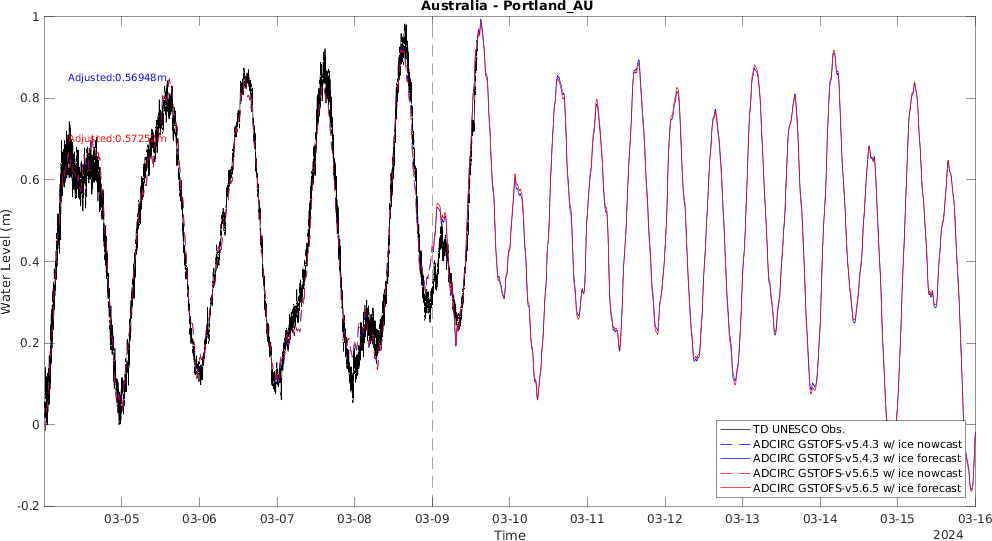 Australia - Portland_AU
Adjusted:0.56948m
Water Level (m)
1
0.8
0.6
0.4
0.2
0
-0.2
TD UNESCO Obs.
ADCIRC GSTOFS-v5.4.3 w/ ice nowcast
ADCIRC GSTOFS-v5.4.3 w/ ice forecast
ADCIRC GSTOFS-v5.6.5 w/ ice nowcast
ADCIRC GSTOFS-v5.6.5 w/ ice forecast
03-05 03-06 03-07 03-08 03-09 03-10 03-11 03-12 03-13 03-14 03-15 03-16
Time
2024